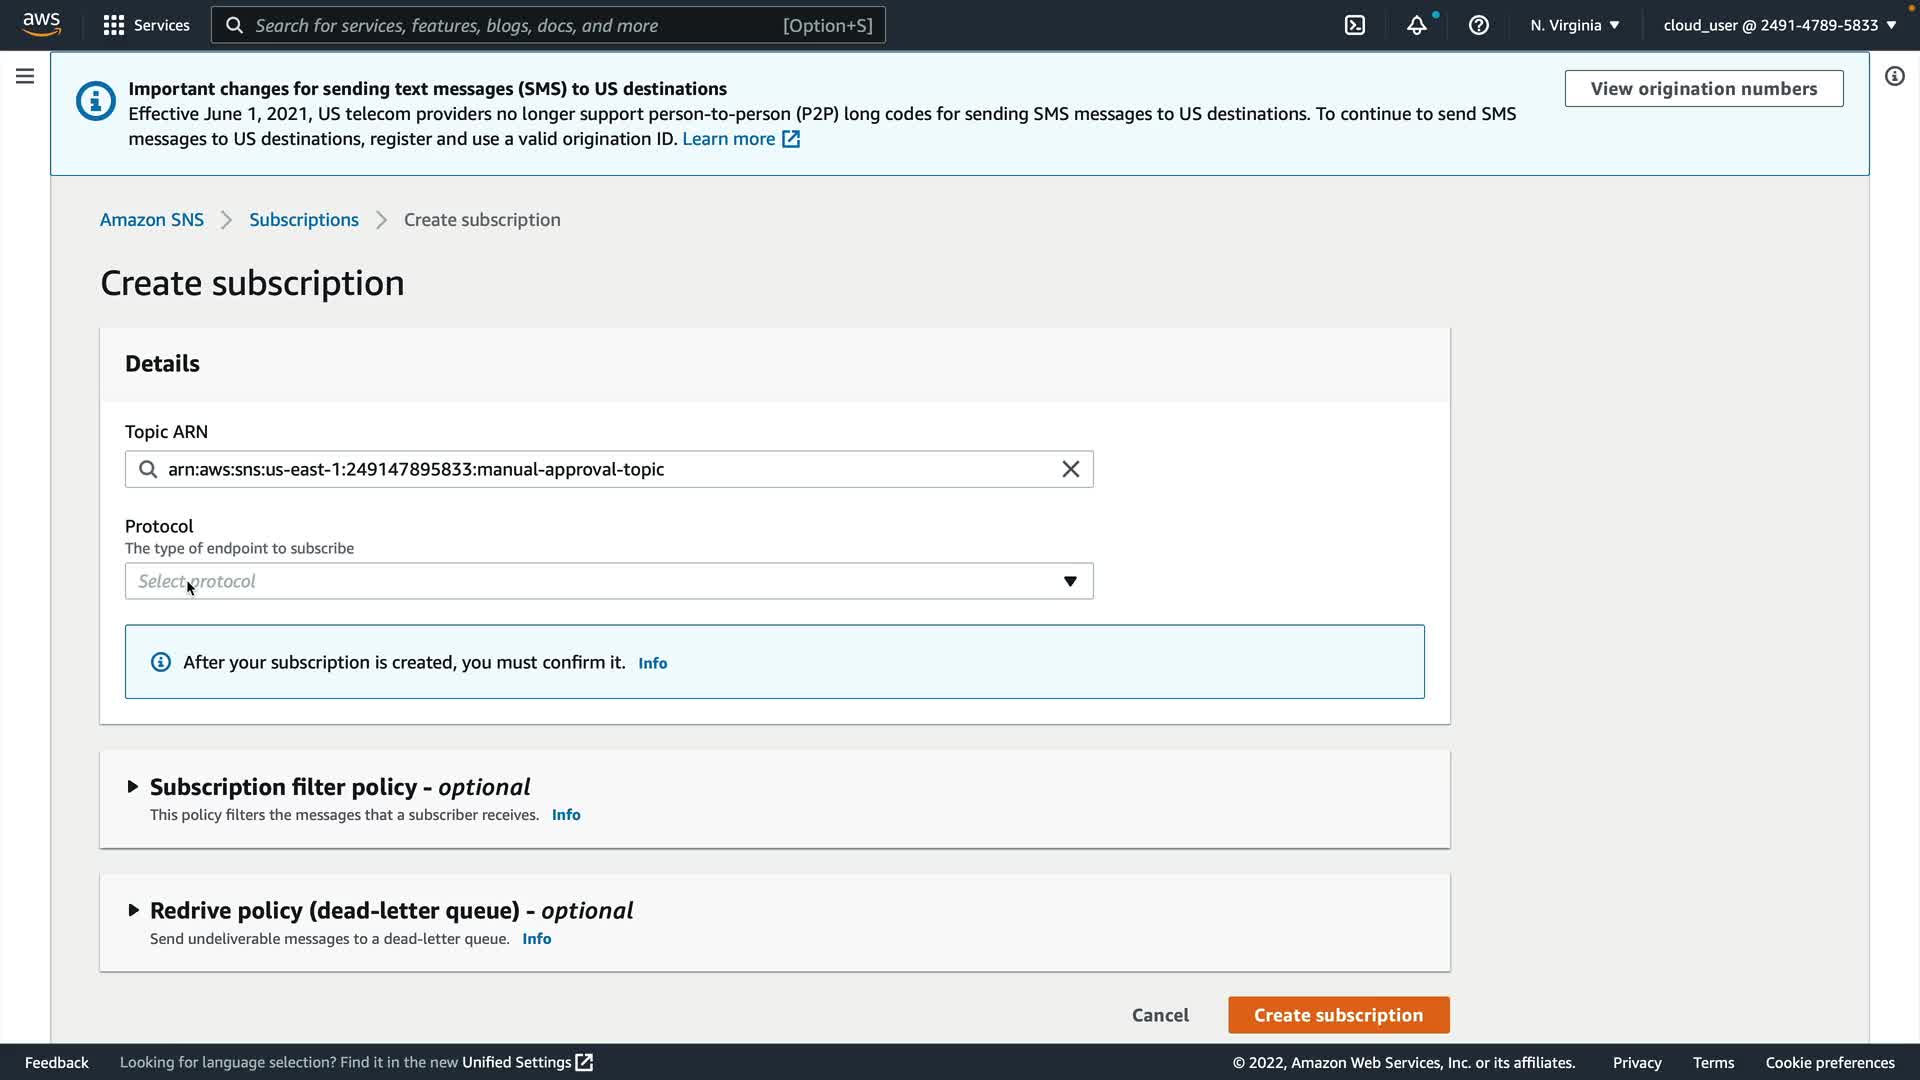 aws
Services
Search for services, features, blogs, docs, and more
[Option+S]
N. Virginia
cloud_user @ 2491-4789-5833
Important changes for sending text messages (SMS) to US destinations
Effective June 1, 2021, US telecom providers no longer support person-to-person (P2P) long codes for sending SMS messages to US destinations. To continue to send SMS
messages to US destinations, register and use a valid origination ID. Learn more
View origination numbers
Amazon SNS
Subscriptions
Create subscription
Create subscription
Details
Topic ARN
arn:aws:sns:us-east-1:249147895833:manual-approval-topic
Protocol
The type of endpoint to subscribe
Select protocol
After your subscription is created, you must confirm it. Info
Subscription filter policy - optional
This policy filters the messages that a subscriber receives. Info
Redrive policy (dead-letter queue) - optional
Send undeliverable messages to a dead-letter queue. Info
Cancel
Create subscription
Feedback
Looking for language selection? Find it in the new Unified Settings
© 2022, Amazon Web Services, Inc. or its affiliates.
Privacy
Terms
Cookie preferences